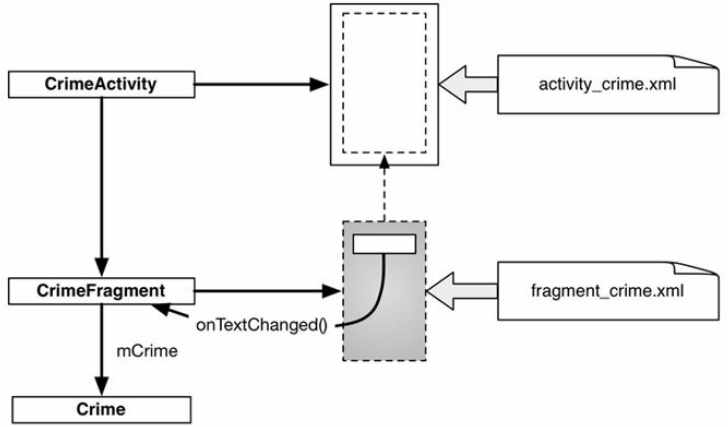 CrimeActivity
activity_crime.xml
CrimeFragment
fragment_crime.xml
onTextChanged()
mCrime
Crime